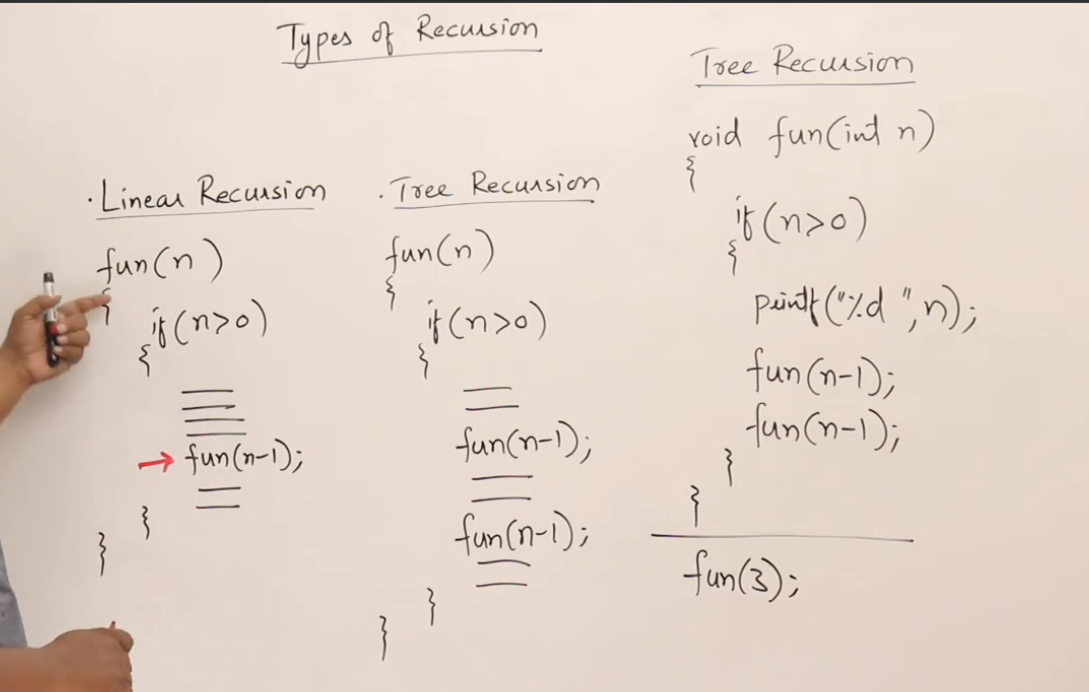 Types of Recursion
. Linear Recursion
fun(n)
{
if(n>0)
{
→ fun(n-1);
}
}
. Tree Recursion
fun(n)
{
if(n>0)
{
fun(n-1);
fun(n-1);
}
}
Tree Recursion
void fun(int n)
{
if(n>0)
{
printf("%d ",n);
fun(n-1);
fun(n-1);
}
}
fun(3);